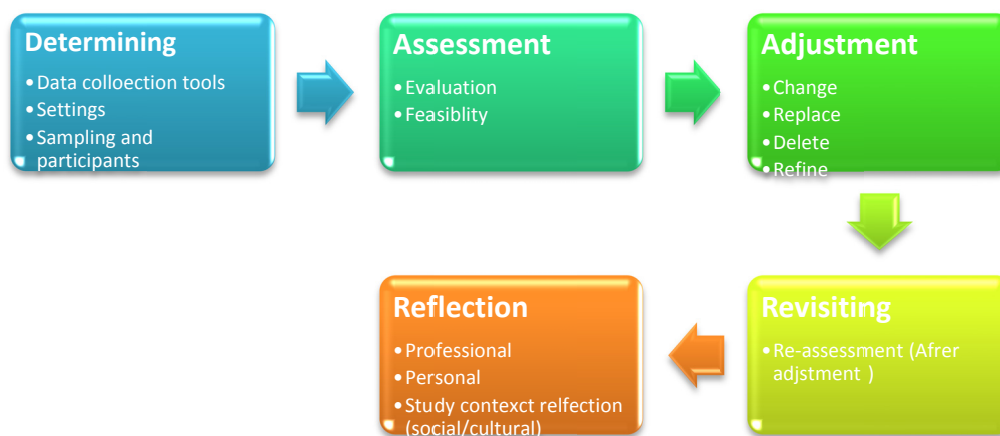 Determining
•Data colloection tools
•Settings
•Sampling and
participants
Assessment
•Evaluation
•Feasiblity
Adjustment
•Change
•Replace
•Delete
•Refine
Revisiting
•Re-assessment (Afrer
adjstment )
Reflection
•Professional
•Personal
•Study contexct relfection
(social/cultural)